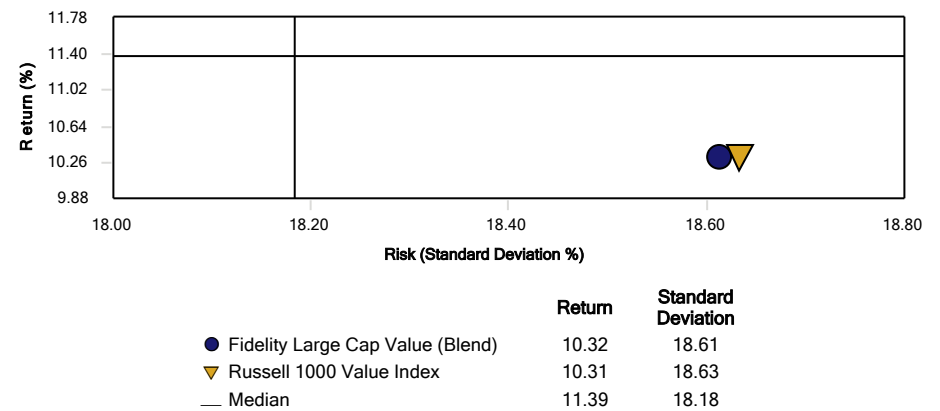 11.78
11.40
11.02
10.64
10.26
9.88
Return (%)
18.00 18.20 18.40 18.60 18.80
Risk (Standard Deviation %)
Return Standard Deviation
Fidelity Large Cap Value (Blend) 10.32 18.61
Russell 1000 Value Index 10.31 18.63
Median 11.39 18.18